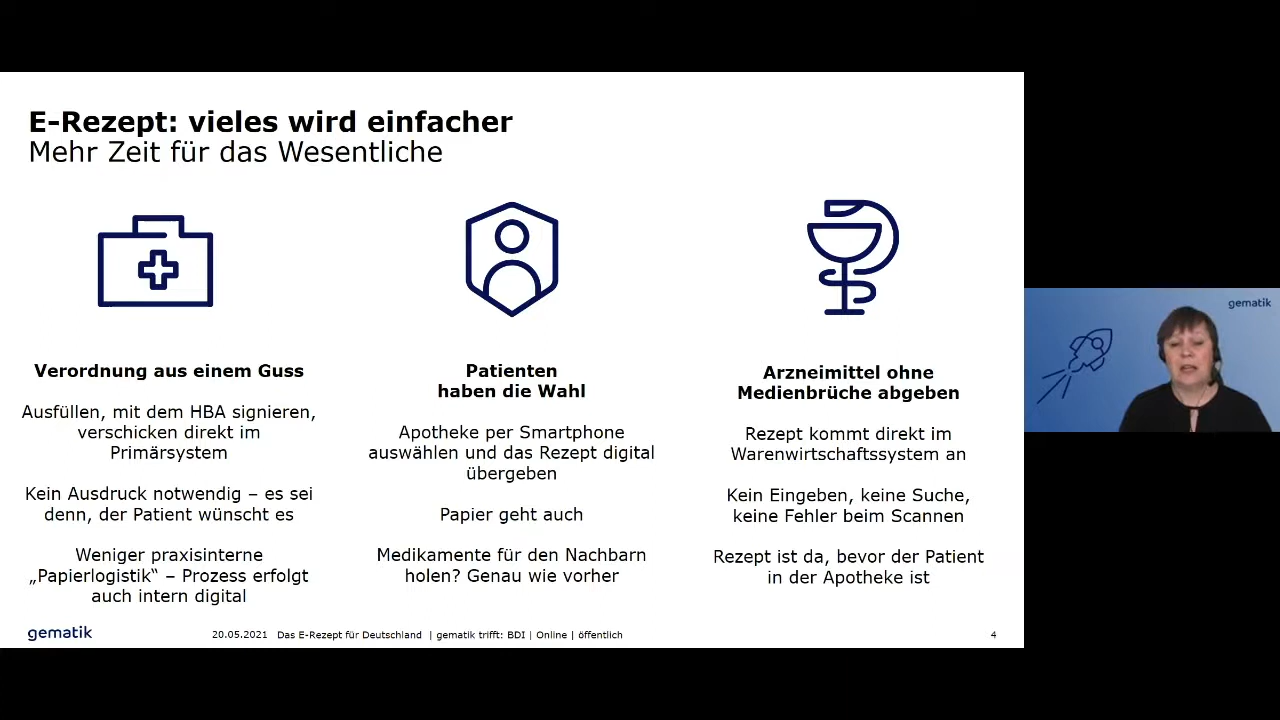 E-Rezept: vieles wird einfacher
Mehr Zeit für das Wesentliche
Verordnung aus einem Guss
Ausfüllen, mit dem HBA signieren,
verschicken direkt im
Primärsystem
Kein Ausdruck notwendig – es sei
denn, der Patient wünscht es
Weniger praxisinterne
„Papierlogistik“ – Prozess erfolgt
auch intern digital
Patienten
haben die Wahl
Apotheke per Smartphone
auswählen und das Rezept digital
übergeben
Papier geht auch
Medikamente für den Nachbarn
holen? Genau wie vorher
Arzneimittel ohne
Medienbrüche abgeben
Rezept kommt direkt im
Warenwirtschaftssystem an
Kein Eingeben, keine Suche,
keine Fehler beim Scannen
Rezept ist da, bevor der Patient
in der Apotheke ist
gematik
20.05.2021 Das E-Rezept für Deutschland | gematik trifft: BDI | Online | öffentlich
4
gematik